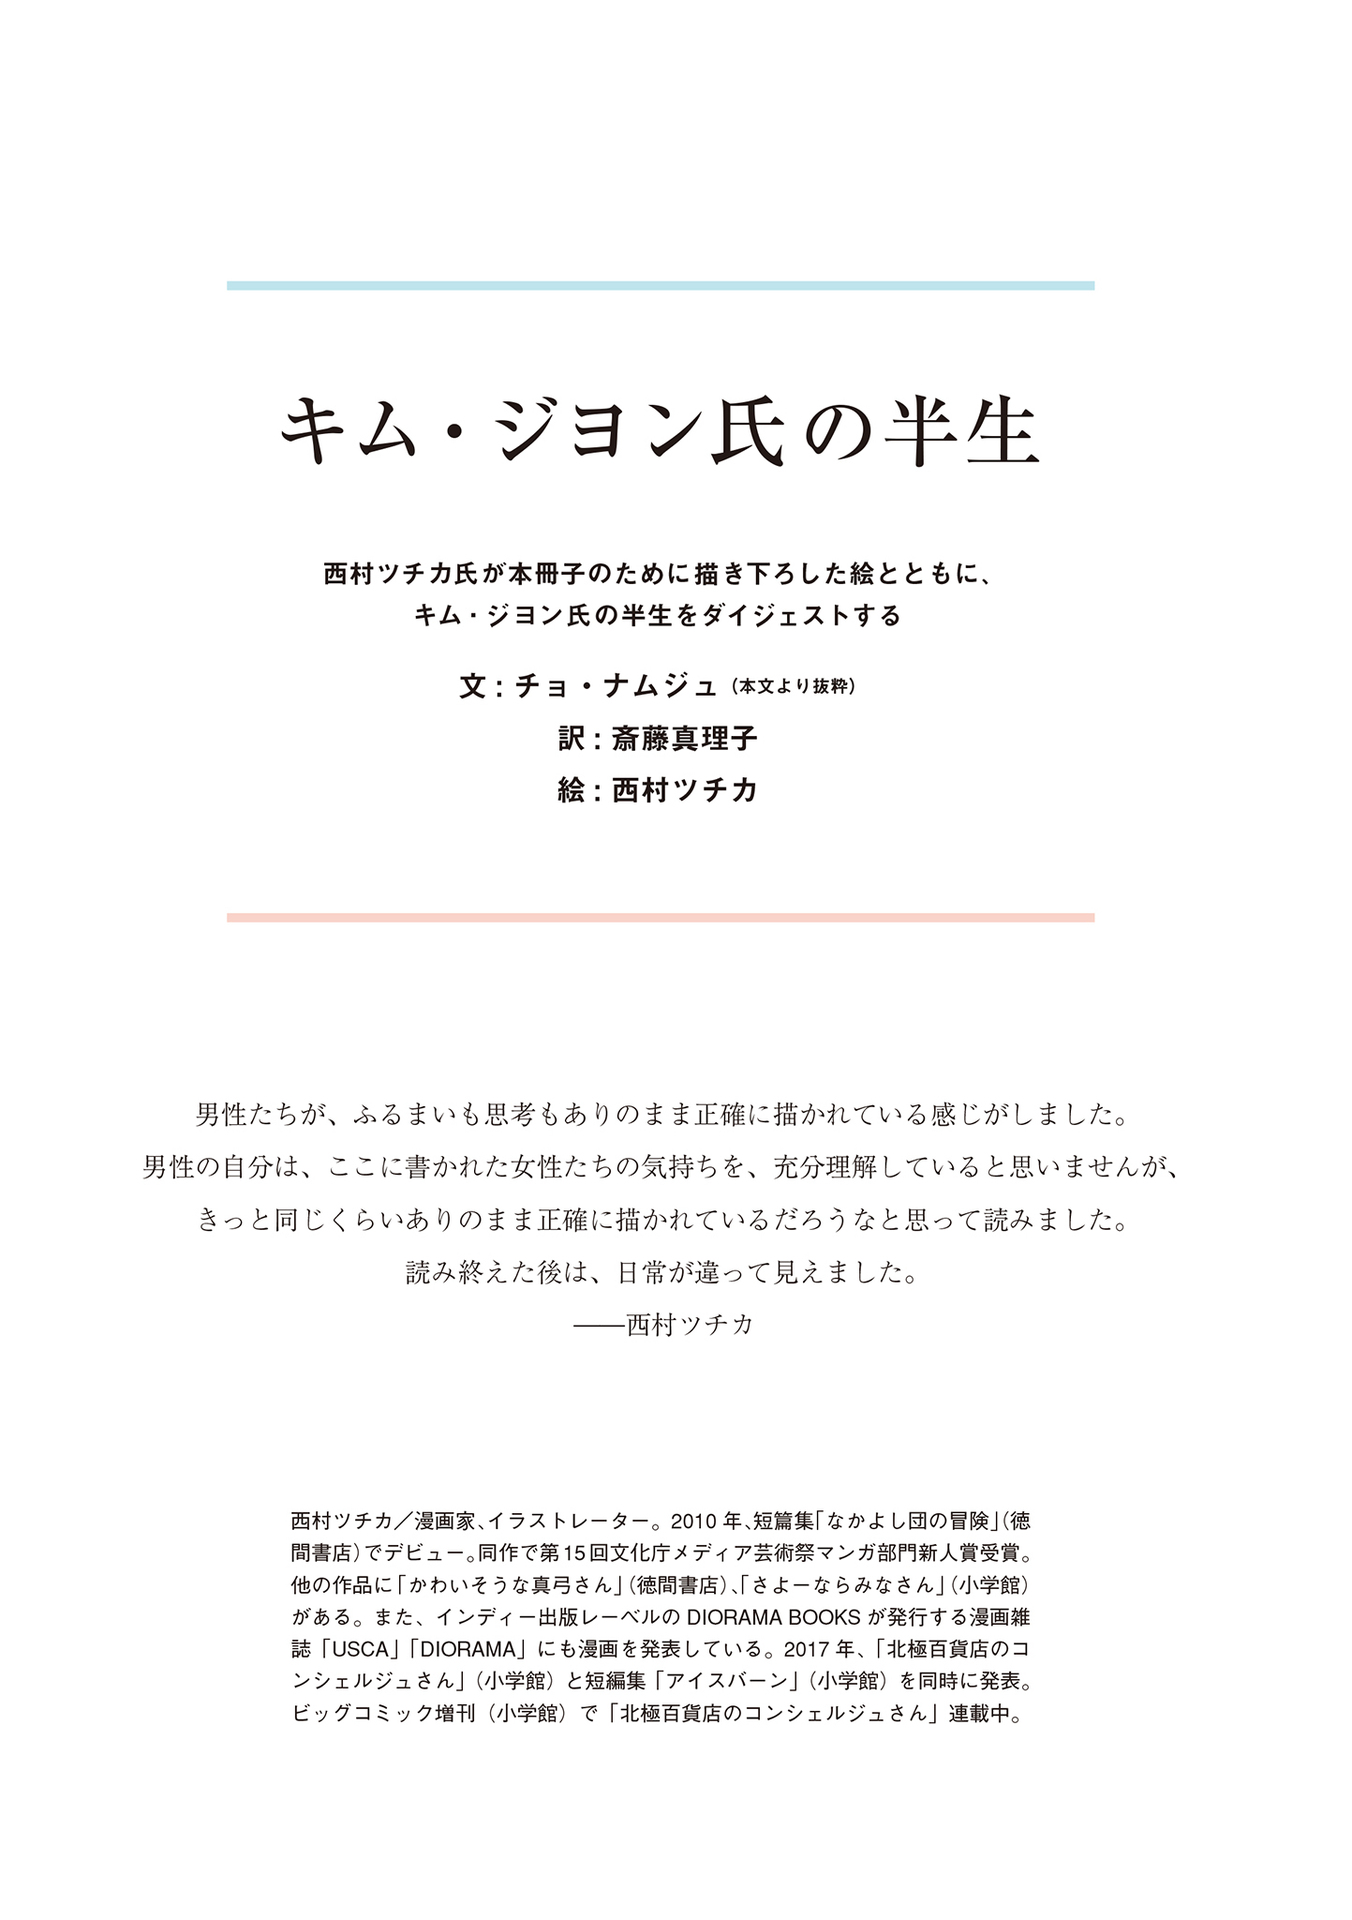 キム・ジヨン氏の半生
西村ツチカ氏が本冊子のために描き下ろした絵とともに、
キム・ジヨン氏の半生をダイジェストする
文：チョ・ナムジュ（本文より抜粋）
訳：斎藤真理子
絵：西村ツチカ
男性たちが、ふるまいも思考もありのまま正確に描かれている感じがしました。
男性の自分は、ここに書かれた女性たちの気持ちを、充分理解していると思いませんが、
きっと同じくらいありのまま正確に描かれているだろうなと思って読みました。
読み終えた後は、日常が違って見えました。
――西村ツチカ
西村ツチカ／漫画家、イラストレーター。2010 年、短篇集「なかよし団の冒険」（徳
間書店）でデビュー。同作で第15回文化庁メディア芸術祭マンガ部門新人賞受賞。
他の作品に「かわいそうな真弓さん」（徳間書店）、「さよーならみなさん」（小学館）
がある。また、インディー出版レーベルの DIORAMA BOOKS が発行する漫画雑
誌「USCA」「DIORAMA」にも漫画を発表している。2017 年、「北極百貨店のコ
ンシェルジュさん」（小学館）と短編集「アイスバーン」（小学館）を同時に発表。
ビッグコミック増刊（小学館）で「北極百貨店のコンシェルジュさん」連載中。